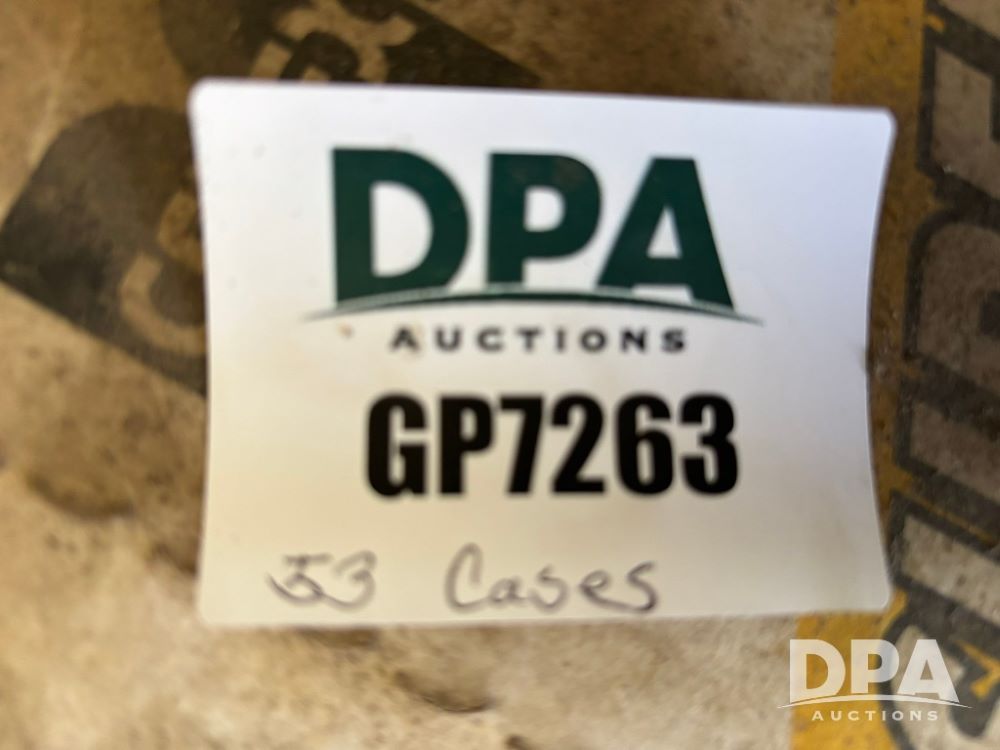 DPA
AUCTIONS
GP7263
53 Cases
DPA
AUCTIONS